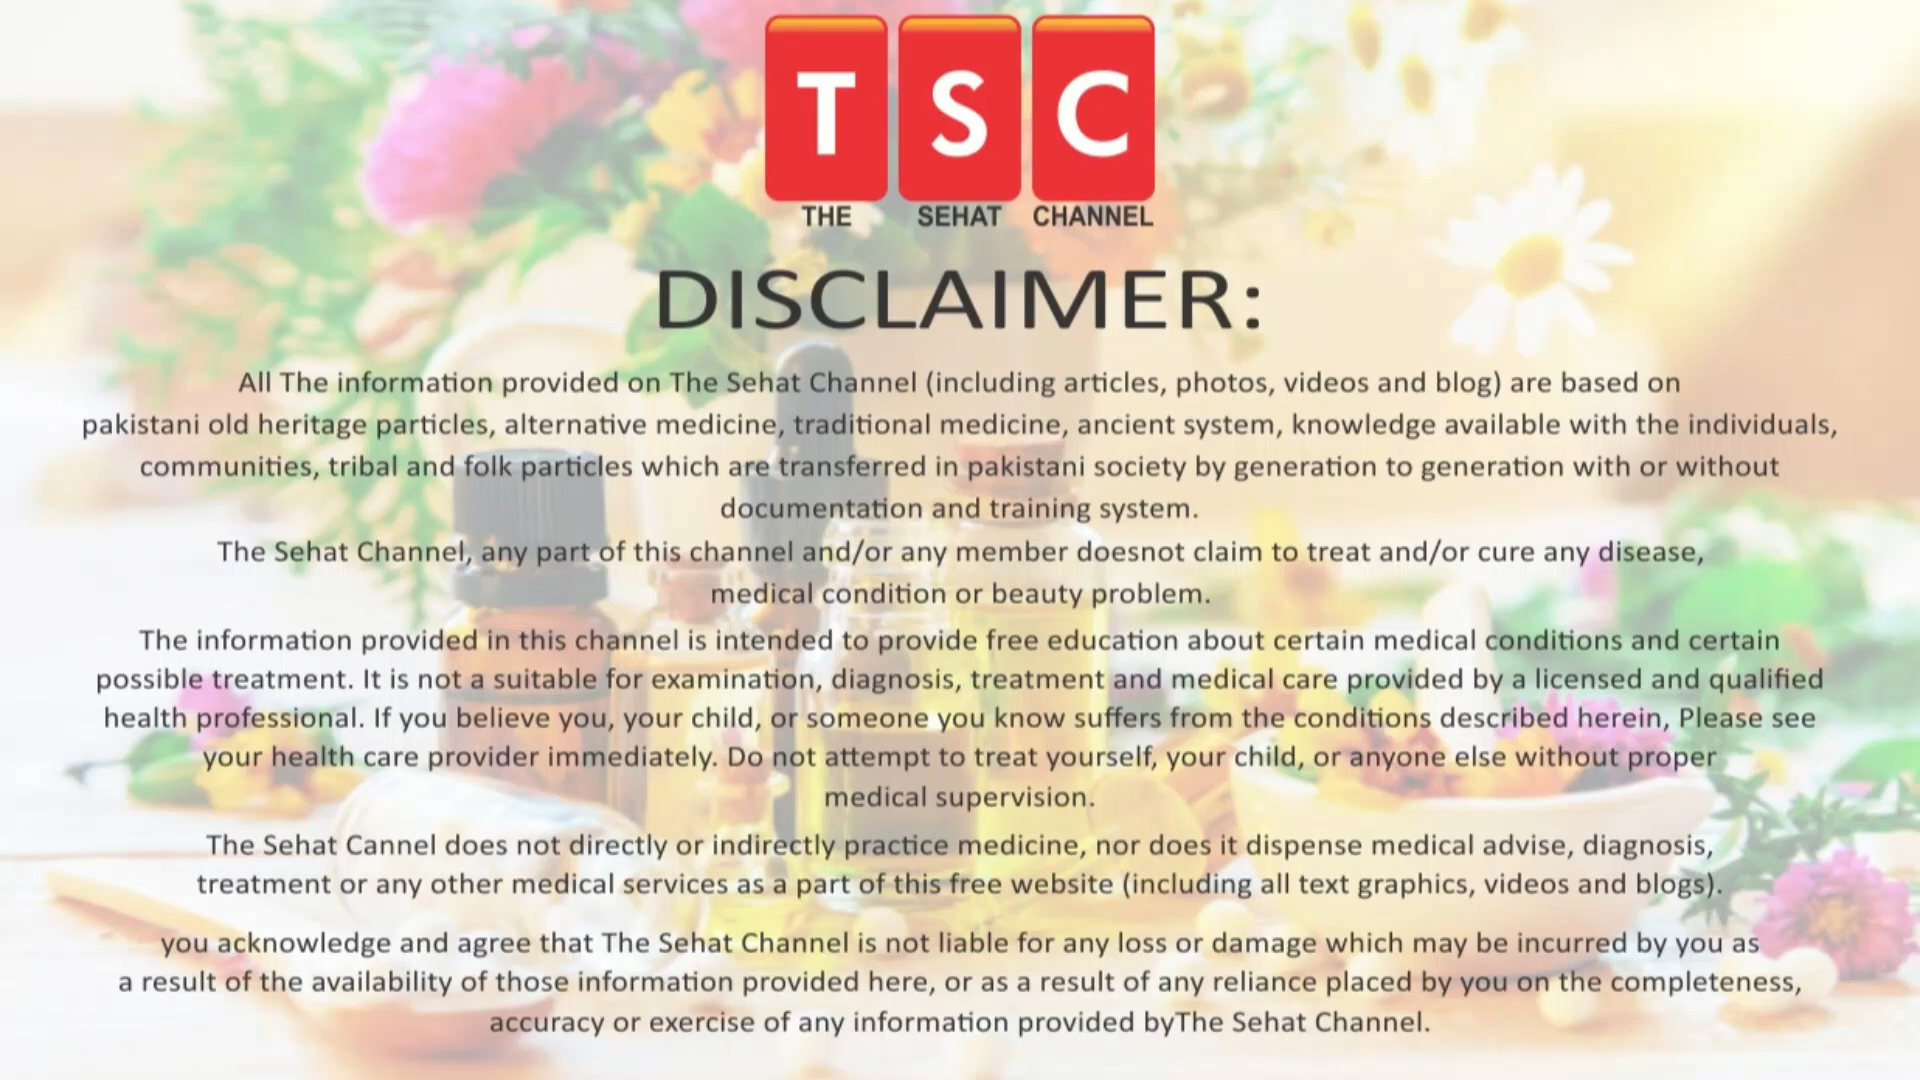 T S C
THE SEHAT CHANNEL
DISCLAIMER:
All The information provided on The Sehat Channel (including articles, photos, videos and blog) are based on
pakistani old heritage particles, alternative medicine, traditional medicine, ancient system, knowledge available with the individuals,
communities, tribal and folk particles which are transferred in pakistani society by generation to generation with or without
documentation and training system.
The Sehat Channel, any part of this channel and/or any member doesnot claim to treat and/or cure any disease,
medical condition or beauty problem.
The information provided in this channel is intended to provide free education about certain medical conditions and certain
possible treatment. It is not a suitable for examination, diagnosis, treatment and medical care provided by a licensed and qualified
health professional. If you believe you, your child, or someone you know suffers from the conditions described herein, Please see
your health care provider immediately. Do not attempt to treat yourself, your child, or anyone else without proper
medical supervision.
The Sehat Cannel does not directly or indirectly practice medicine, nor does it dispense medical advise, diagnosis,
treatment or any other medical services as a part of this free website (including all text graphics, videos and blogs).
you acknowledge and agree that The Sehat Channel is not liable for any loss or damage which may be incurred by you as
a result of the availability of those information provided here, or as a result of any reliance placed by you on the completeness,
accuracy or exercise of any information provided byThe Sehat Channel.